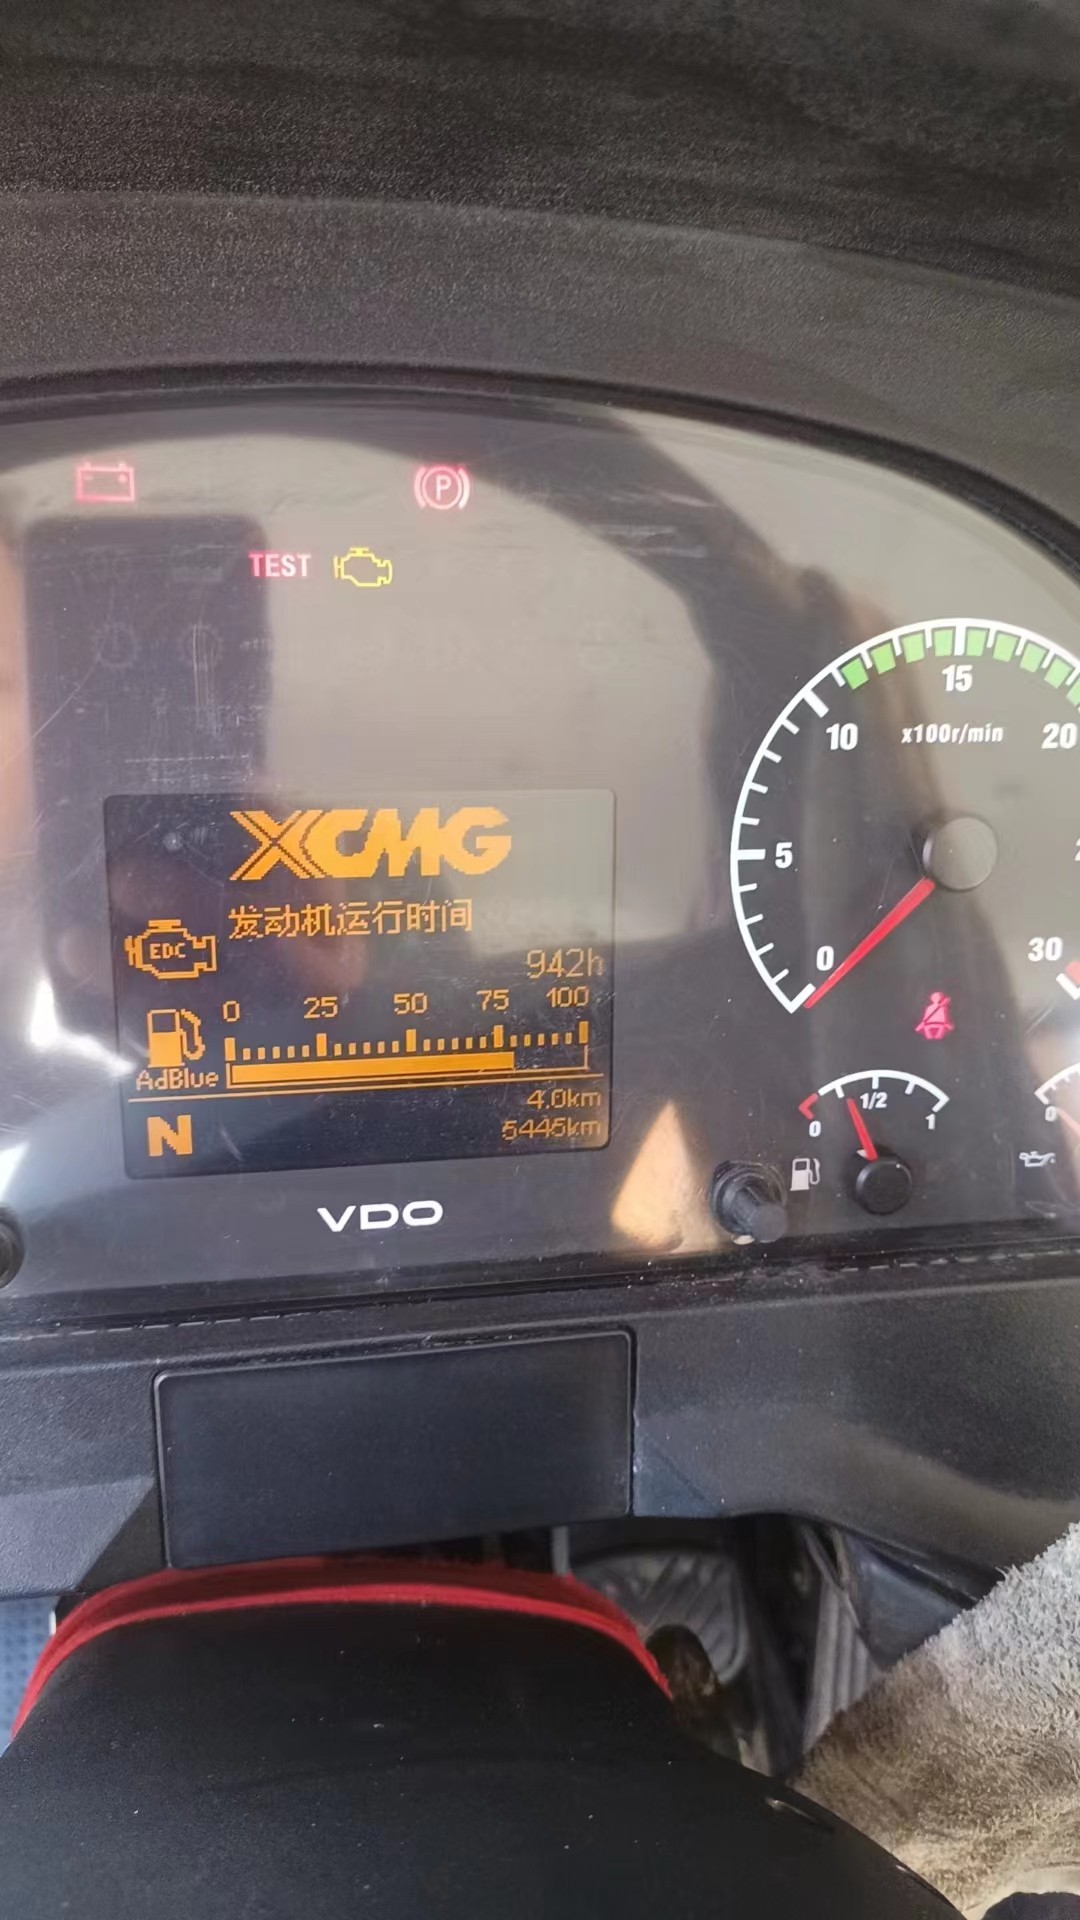 P
TEST
15
10
x100r/min
20
5
0
30
XCMG
发动机运行时间
EDC
942h
0 25 50 75 100
AdBlue
4.0km
N
5445km
1/2
0
1
0
VDO